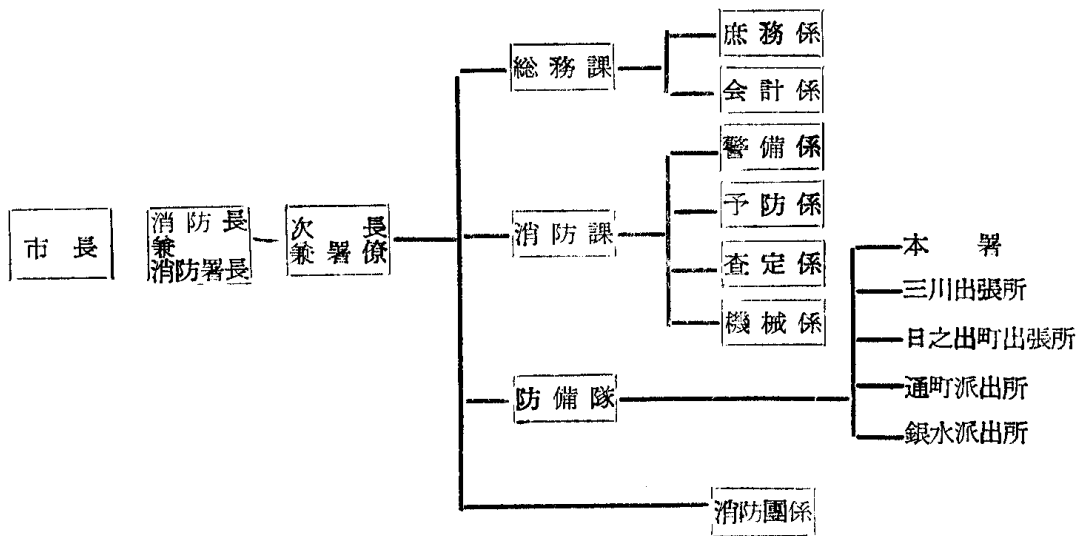 市長
消防長
兼
消防署長
次長
兼署僚
総務課
庶務係
会計係
消防課
警備係
予防係
査定係
機械係
防備隊
本署
三川出張所
日之出町出張所
通町派出所
銀水派出所
消防團係